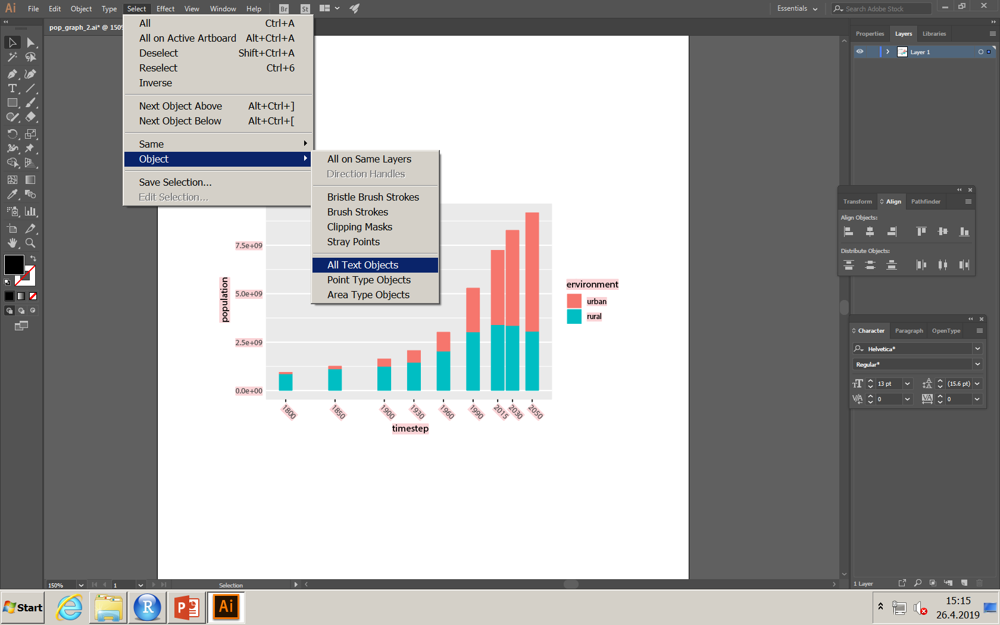 Ai File Edit Object Type Select Effect View Window Help Br St Essentials Search Adobe Stock
pop_graph_2.ai* @ 150%
All Ctrl+A
All on Active Artboard Alt+Ctrl+A
Deselect Shift+Ctrl+A
Reselect Ctrl+6
Inverse
Next Object Above Alt+Ctrl+]
Next Object Below Alt+Ctrl+[
Same
Object
Save Selection...
Edit Selection...
All on Same Layers
Direction Handles
Bristle Brush Strokes
Brush Strokes
Clipping Masks
Stray Points
All Text Objects
Point Type Objects
Area Type Objects
7.5e+09
5.0e+09
2.5e+09
0.0e+00
population
1800 1850 1900 1930 1960 1990 2015 2030 2050
timestep
environment
urban
rural
Properties Layers Libraries
Layer 1
Transform Align Pathfinder
Align Objects:
Distribute Objects:
Character Paragraph OpenType
Helvetica*
Regular*
13 pt (15.6 pt)
0 0
150% 1 Selection
1 Layer
Start R Ai
15:15
26.4.2019